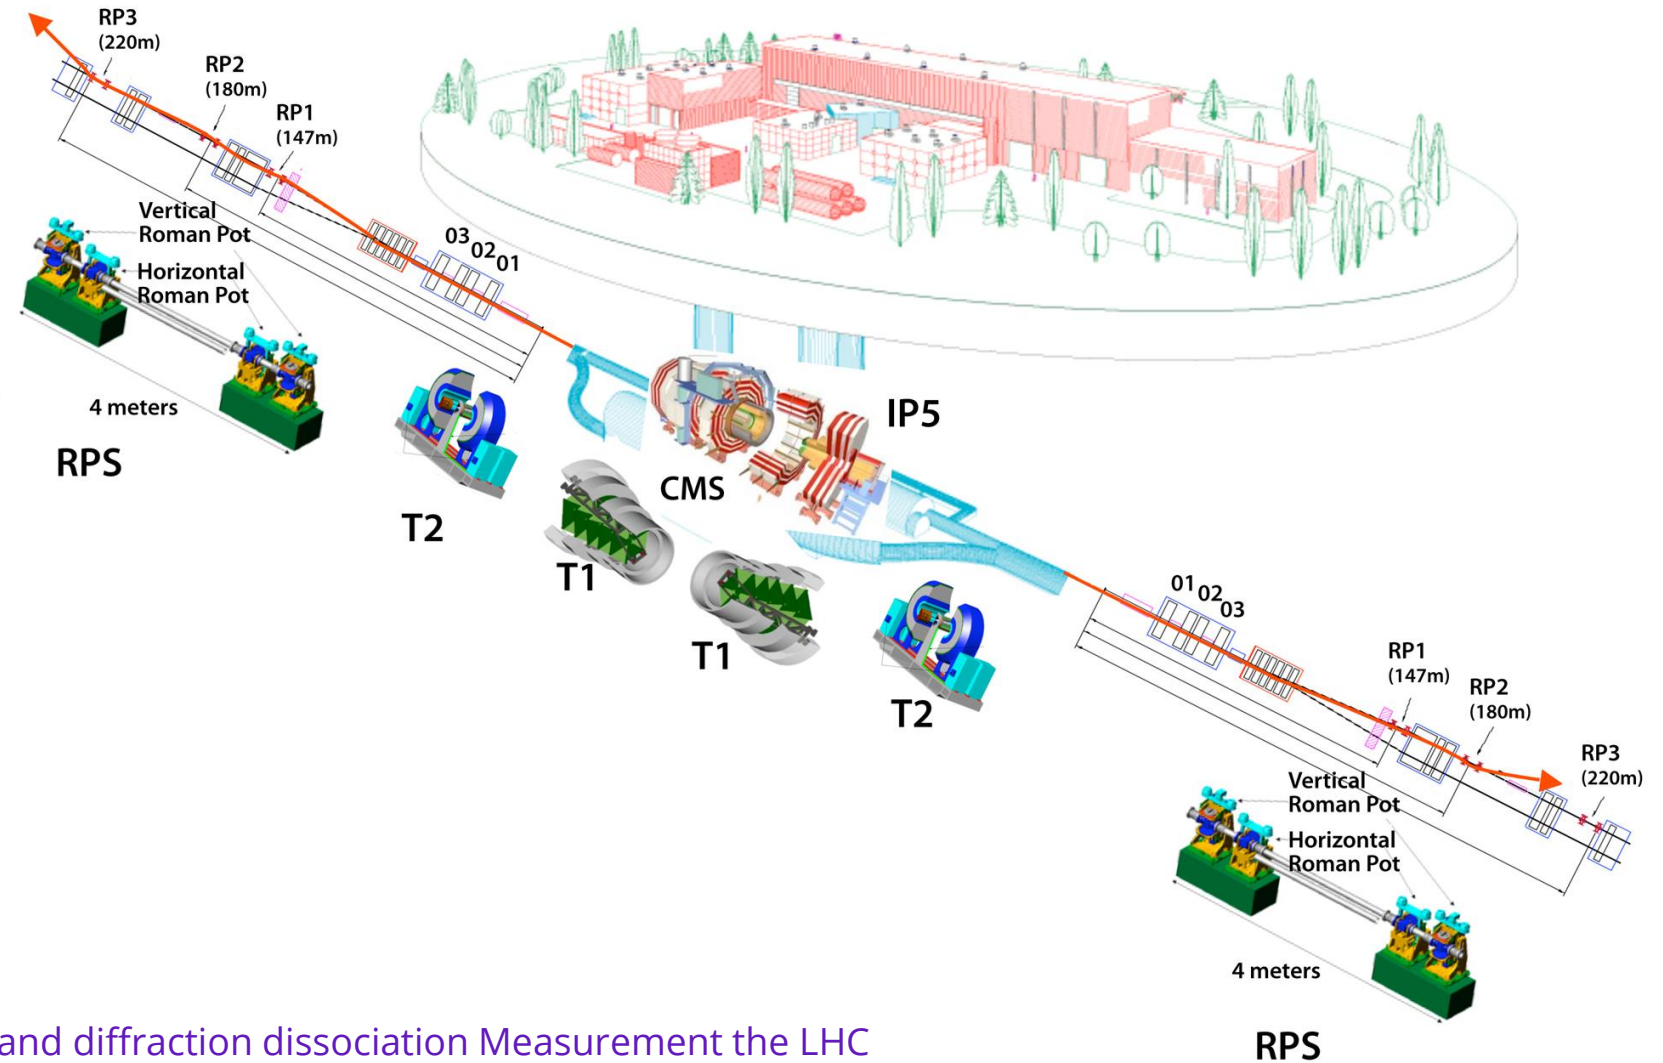 RP3
(220m)
RP2
(180m)
RP1
(147m)
Vertical
Roman Pot
Horizontal
Roman Pot
03
02
01
4 meters
RPS
T2
T1
CMS
IP5
T1
T2
01
02
03
RP1
(147m)
RP2
(180m)
RP3
(220m)
Vertical
Roman Pot
Horizontal
Roman Pot
4 meters
RPS
and diffraction dissociation Measurement the LHC